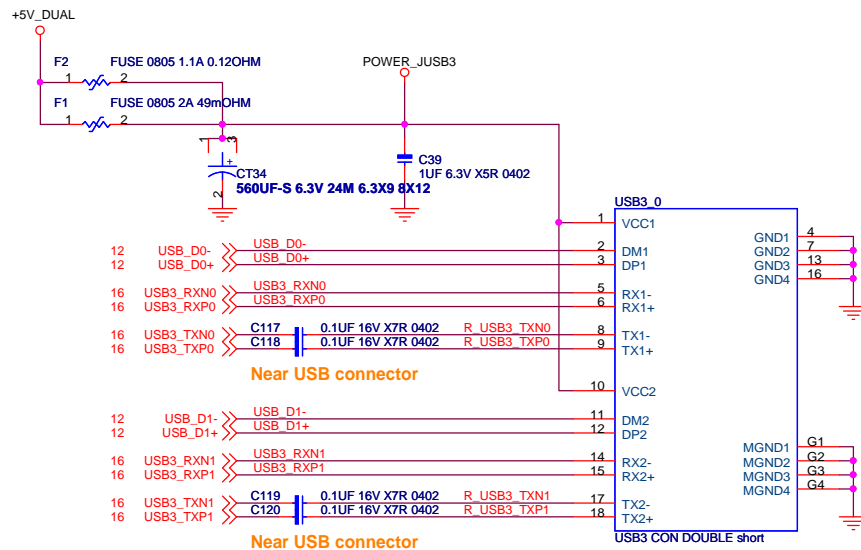 +5V_DUAL
F2 FUSE 0805 1.1A 0.12OHM
1 2
POWER_JUSB3
F1 FUSE 0805 2A 49mOHM
1 2
1 3
+
CT34
2
560UF-S 6.3V 24M 6.3X9 8X12
C39
1UF 6.3V X5R 0402
USB3_0
1 VCC1
GND1 4
12 USB_D0- USB_D0- 2 DM1
GND2 7
12 USB_D0+ USB_D0+ 3 DP1
GND3 13
GND4 16
16 USB3_RXN0 USB3_RXN0 5 RX1-
16 USB3_RXP0 USB3_RXP0 6 RX1+
16 USB3_TXN0 C117 0.1UF 16V X7R 0402 R_USB3_TXN0 8 TX1-
16 USB3_TXP0 C118 0.1UF 16V X7R 0402 R_USB3_TXP0 9 TX1+
Near USB connector
10 VCC2
12 USB_D1- USB_D1- 11 DM2
12 USB_D1+ USB_D1+ 12 DP2
MGND1 G1
16 USB3_RXN1 USB3_RXN1 14 RX2-
MGND2 G2
16 USB3_RXP1 USB3_RXP1 15 RX2+
MGND3 G3
MGND4 G4
16 USB3_TXN1 C119 0.1UF 16V X7R 0402 R_USB3_TXN1 17 TX2-
16 USB3_TXP1 C120 0.1UF 16V X7R 0402 R_USB3_TXP1 18 TX2+
Near USB connector
USB3 CON DOUBLE short